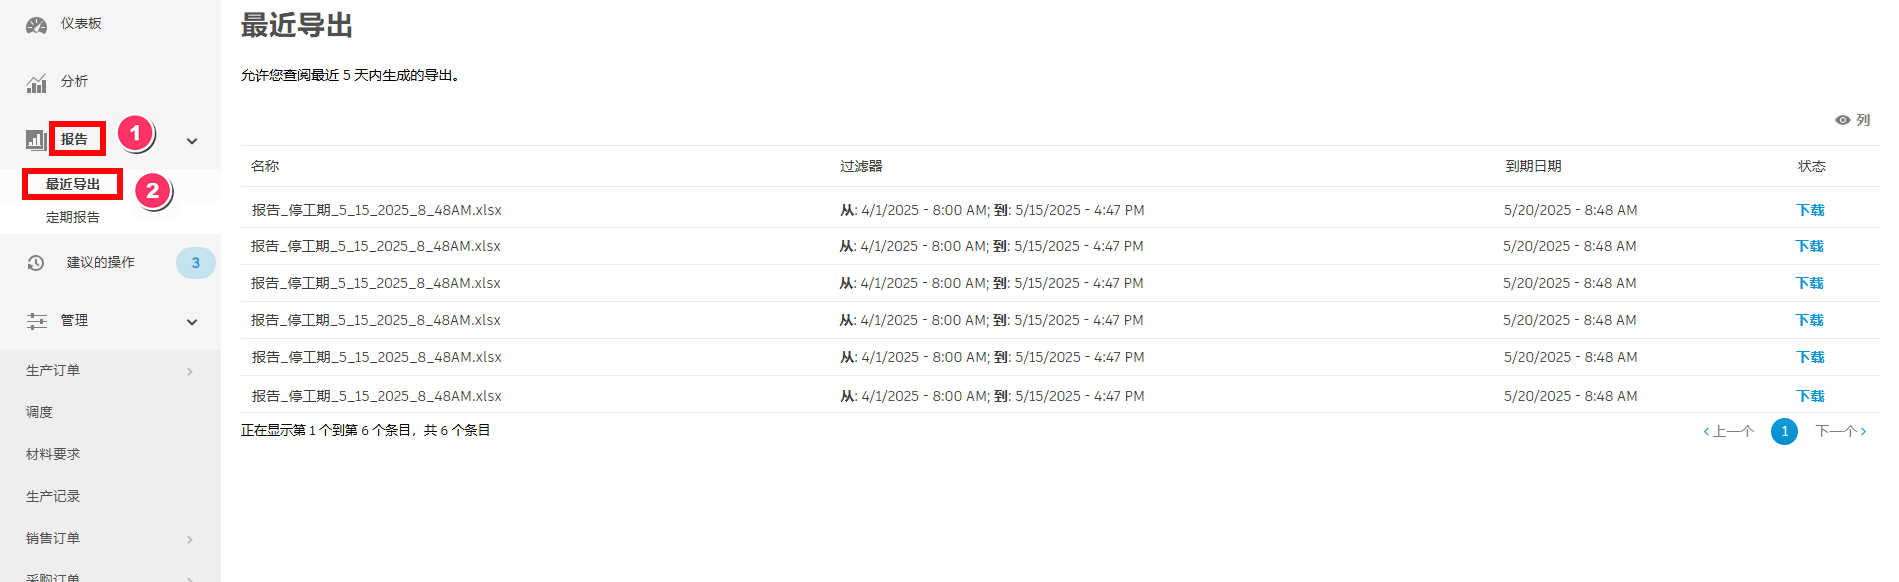 仪表板
分析
报告
1
最近导出
2
定期报告
建议的操作
3
管理
生产订单
调度
材料要求
生产记录
销售订单
采购订单
最近导出
允许您查阅最近 5 天内生成的导出。
列
名称 过滤器 到期日期 状态
报告_停工期_5_15_2025_8_48AM.xlsx 从: 4/1/2025 - 8:00 AM; 到: 5/15/2025 - 4:47 PM 5/20/2025 - 8:48 AM 下载
报告_停工期_5_15_2025_8_48AM.xlsx 从: 4/1/2025 - 8:00 AM; 到: 5/15/2025 - 4:47 PM 5/20/2025 - 8:48 AM 下载
报告_停工期_5_15_2025_8_48AM.xlsx 从: 4/1/2025 - 8:00 AM; 到: 5/15/2025 - 4:47 PM 5/20/2025 - 8:48 AM 下载
报告_停工期_5_15_2025_8_48AM.xlsx 从: 4/1/2025 - 8:00 AM; 到: 5/15/2025 - 4:47 PM 5/20/2025 - 8:48 AM 下载
报告_停工期_5_15_2025_8_48AM.xlsx 从: 4/1/2025 - 8:00 AM; 到: 5/15/2025 - 4:47 PM 5/20/2025 - 8:48 AM 下载
报告_停工期_5_15_2025_8_48AM.xlsx 从: 4/1/2025 - 8:00 AM; 到: 5/15/2025 - 4:47 PM 5/20/2025 - 8:48 AM 下载
正在显示第 1 个到第 6 个条目，共 6 个条目
上一个 1 下一个